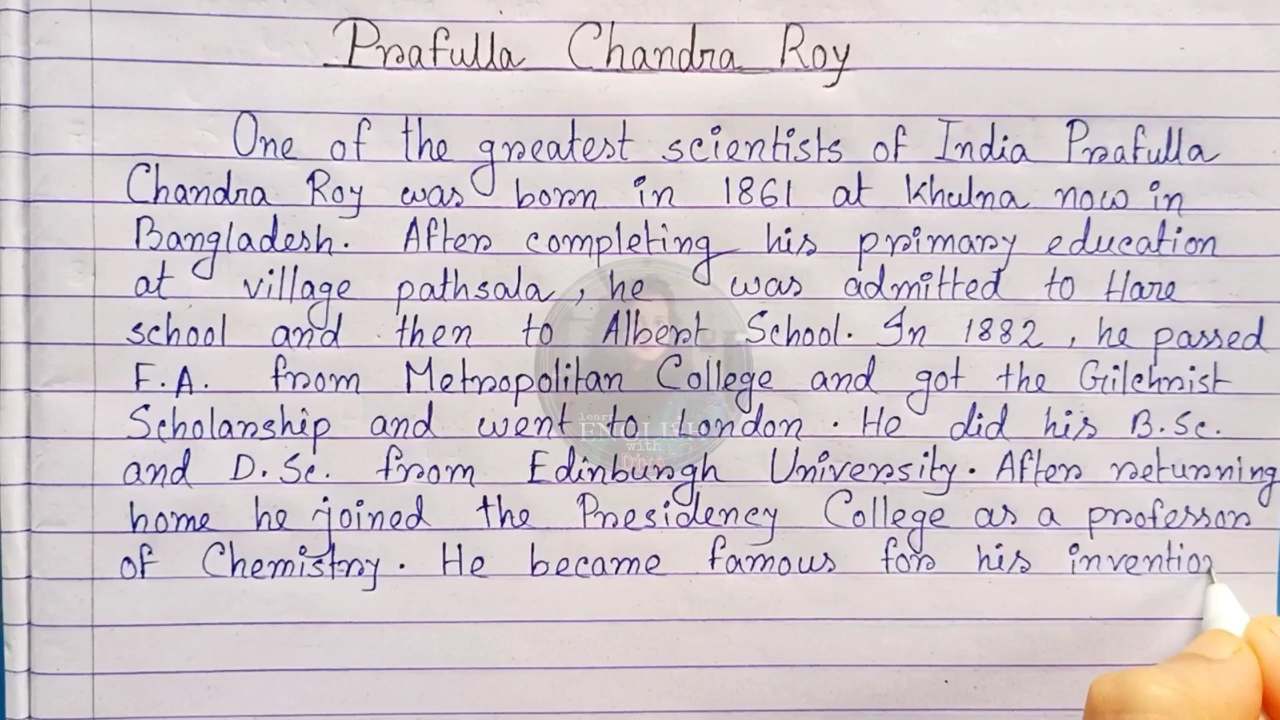 Prafulla Chandra Roy
One of the greatest scientists of India Prafulla
Chandra Roy was born in 1861 at Khulna now in
Bangladesh. After completing his primary education
at village pathsala, he was admitted to Hare
school and then to Albert School. In 1882, he passed
F.A. from Metropolitan College and got the Gilchrist
Scholarship and went to London. He did his B.Sc.
and D.Sc. from Edinburgh University. After returning
home he joined the Presidency College as a professor
of Chemistry. He became famous for his invention
learn
ENGLISH
with